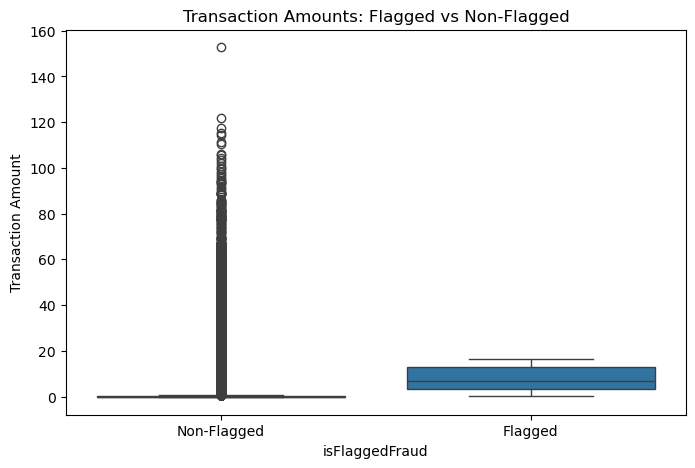 Transaction Amounts: Flagged vs Non-Flagged
160
140
120
100
80
60
40
20
0
Transaction Amount
Non-Flagged
Flagged
isFlaggedFraud